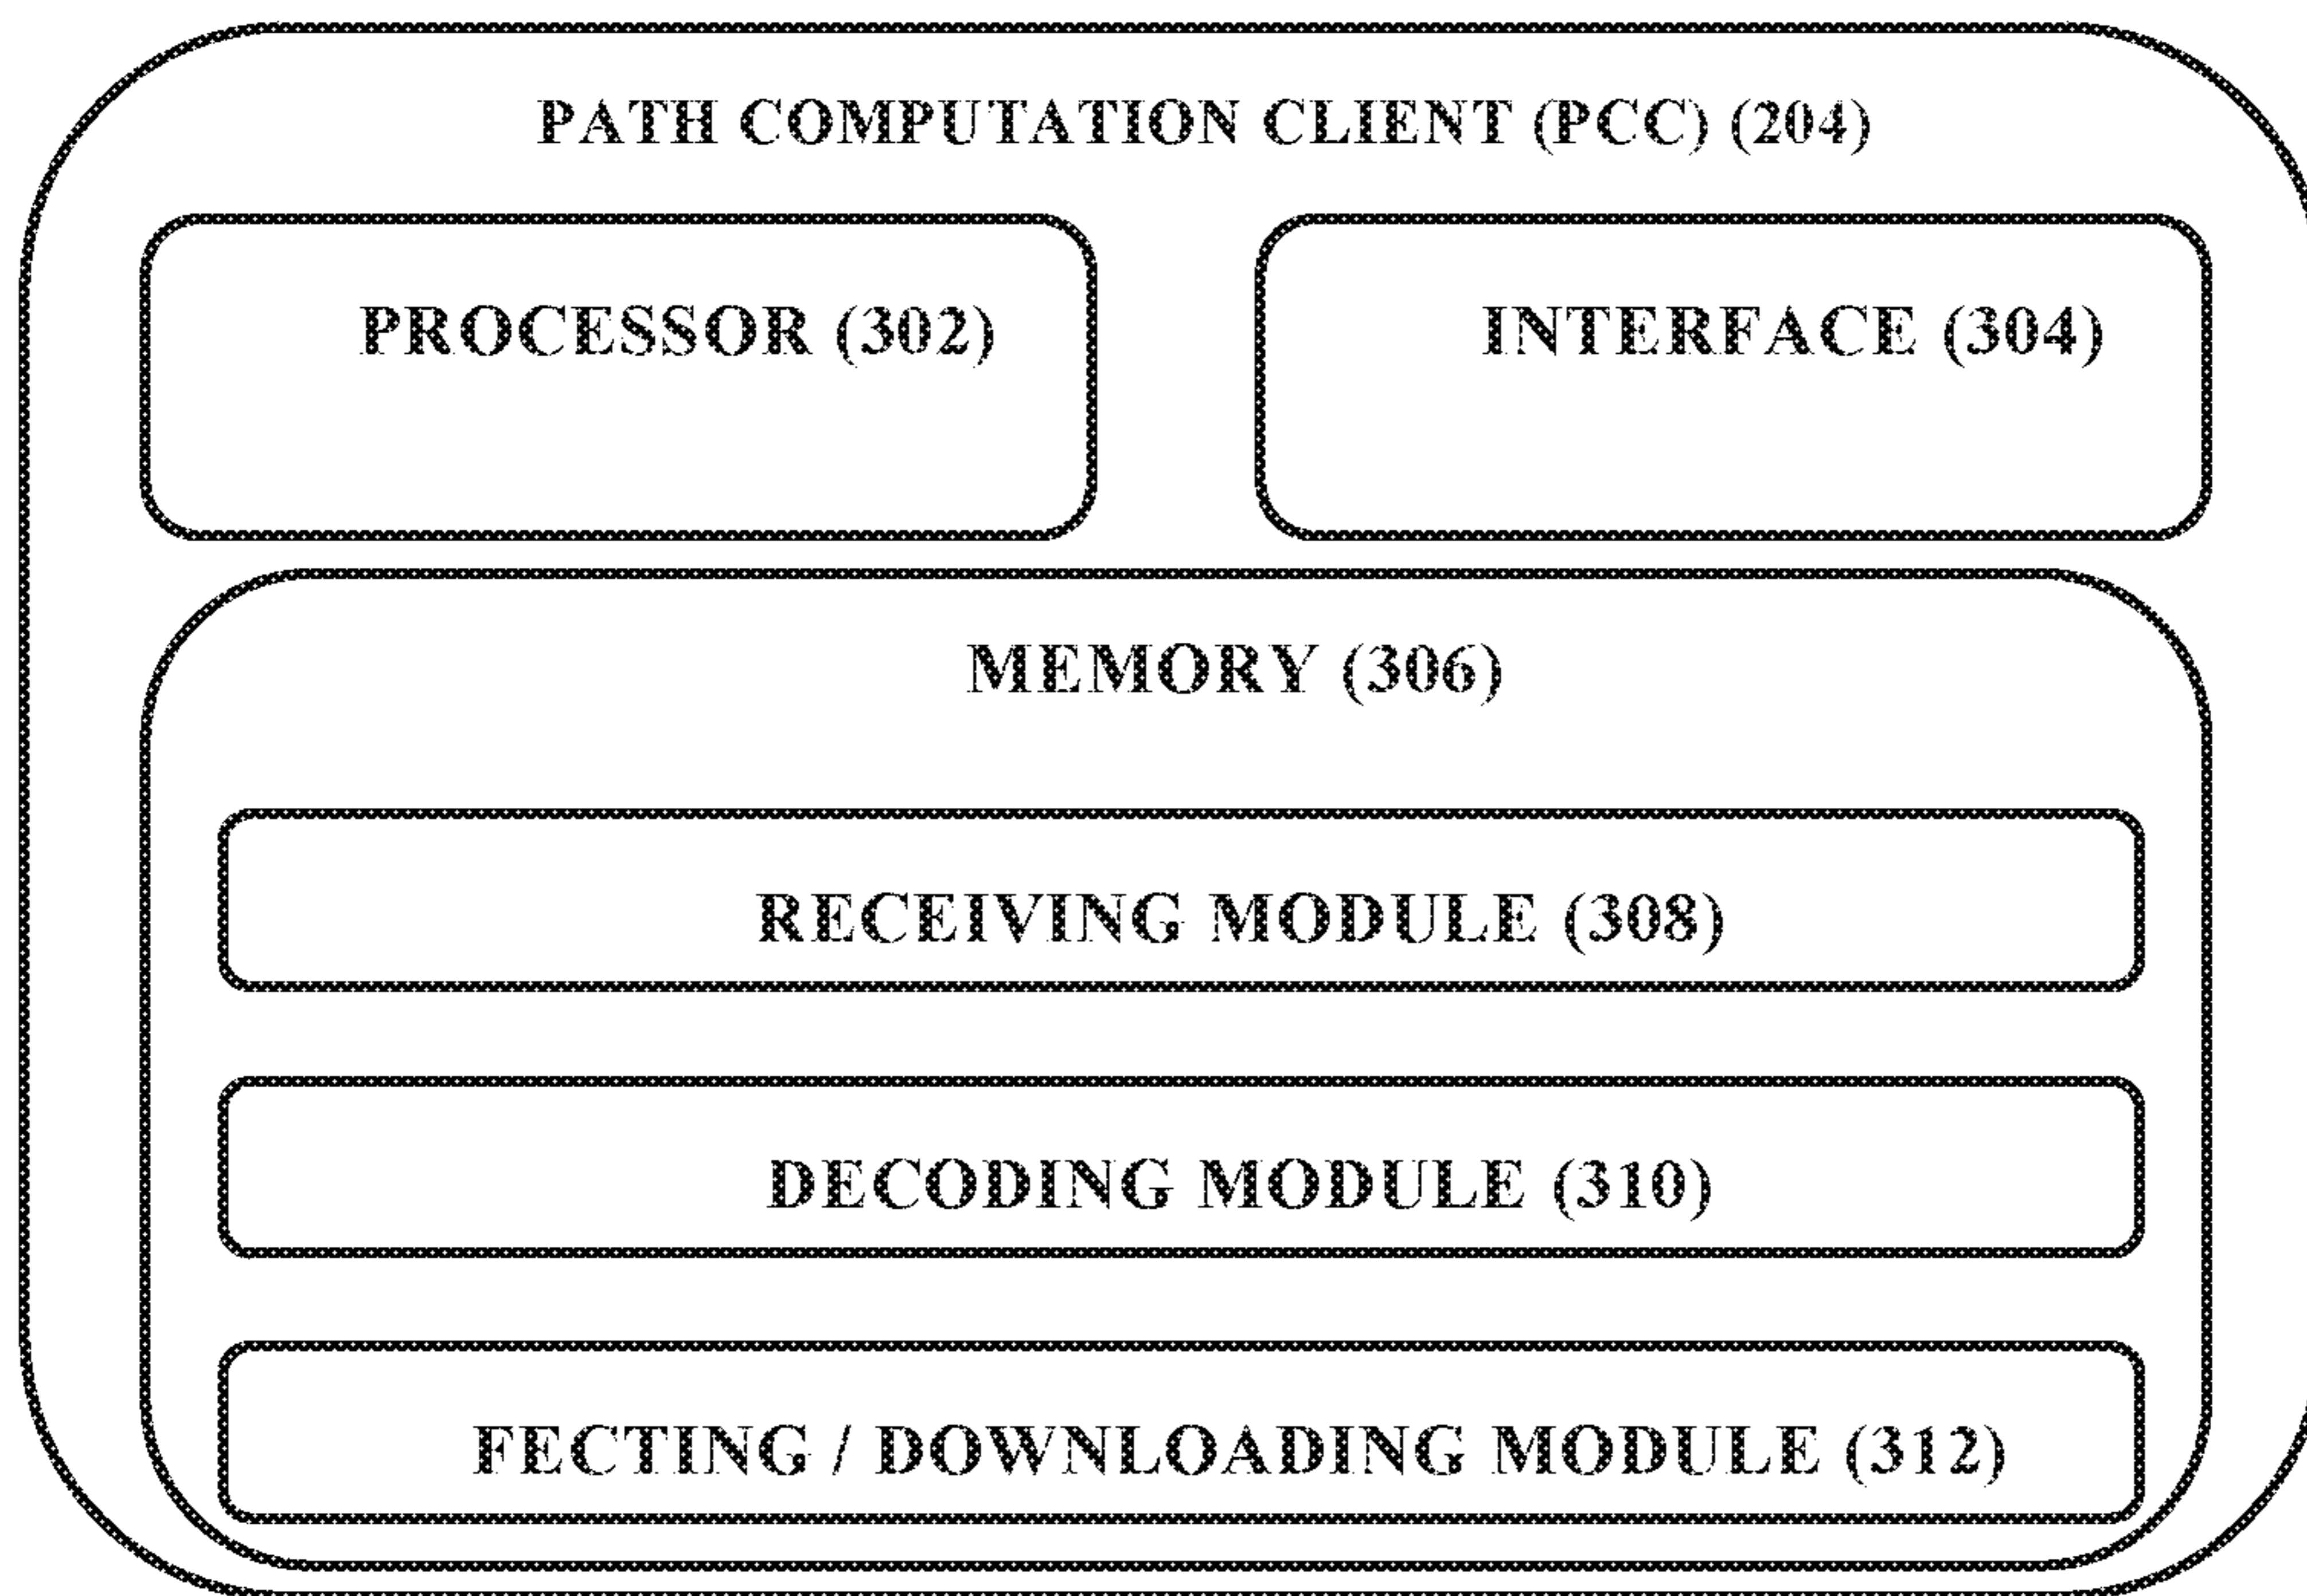 PATH COMPUTATION CLIENT (PCC) (204)
PROCESSOR (302)
INTERFACE (304)
MEMORY (306)
RECEIVING MODULE (308)
DECODING MODULE (310)
FECTING / DOWNLOADING MODULE (312)